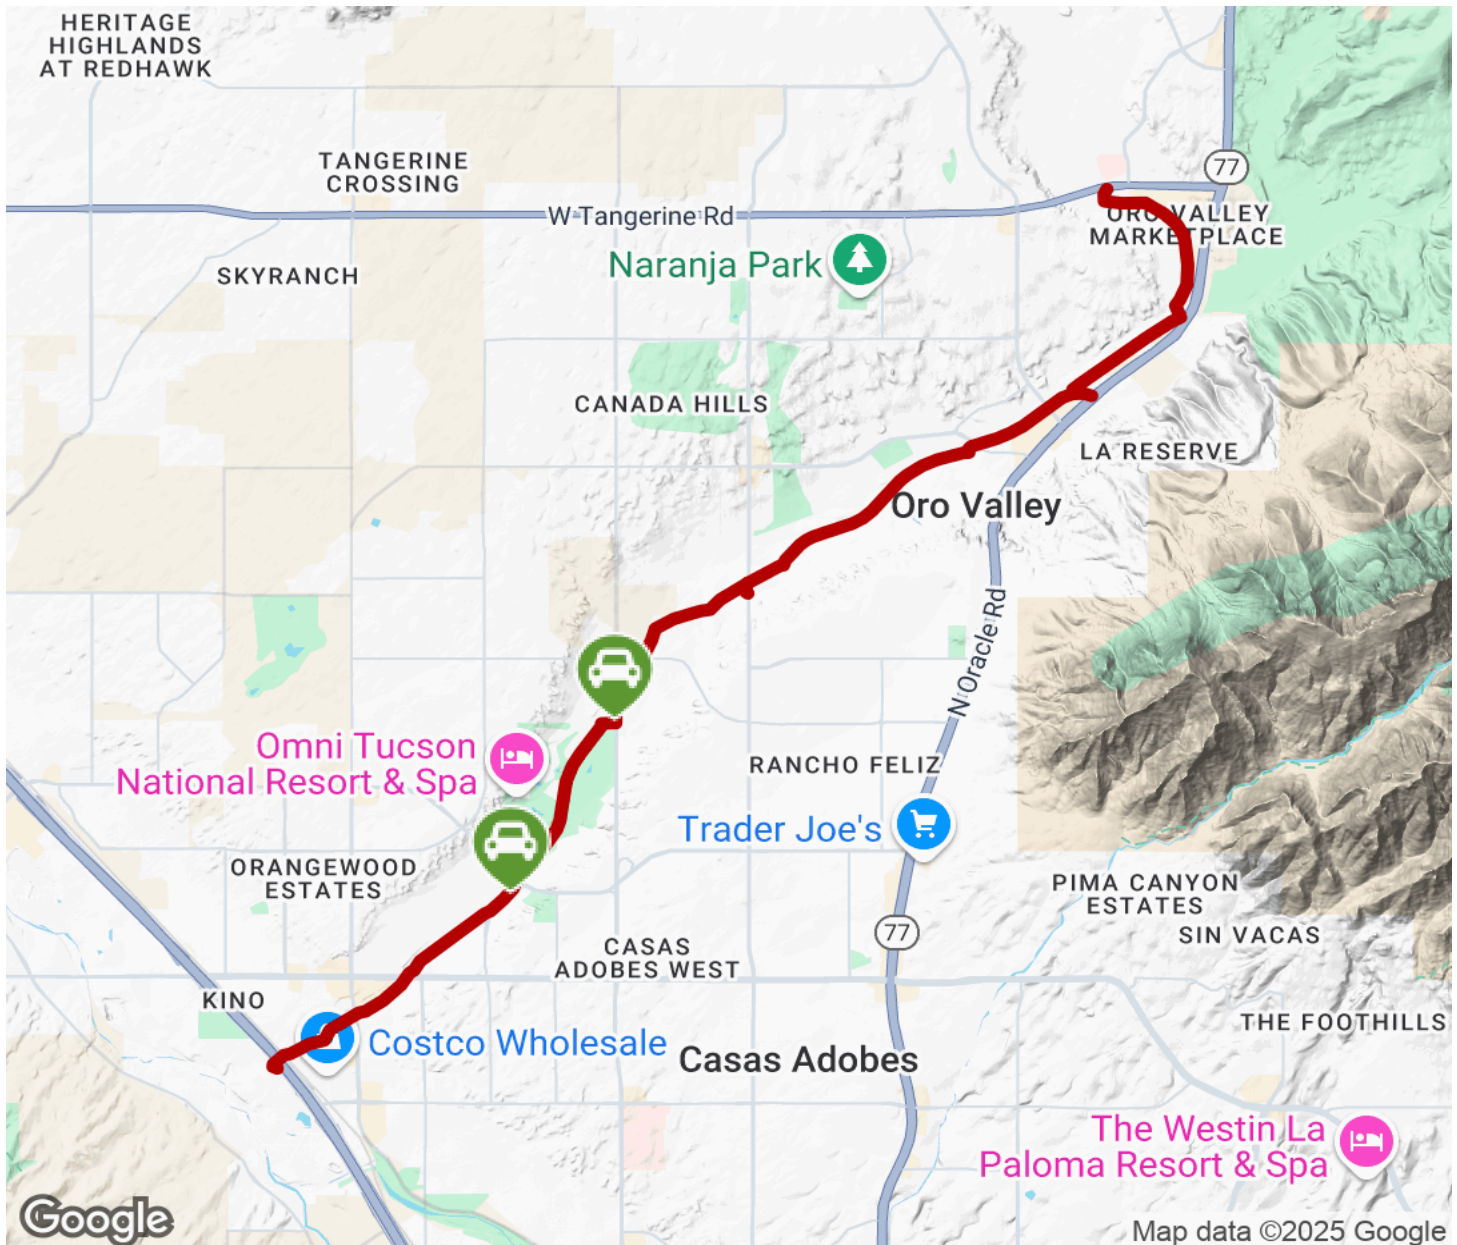 HERITAGE
HIGHLANDS
AT REDHAWK
TANGERINE
CROSSING
77
W Tangerine Rd
ORO VALLEY
MARKETPLACE
Naranja Park
SKYRANCH
CANADA HILLS
LA RESERVE
Oro Valley
N Oracle Rd
Omni Tucson
National Resort & Spa
RANCHO FELIZ
Trader Joe's
ORANGEWOOD
ESTATES
PIMA CANYON
ESTATES
77
SIN VACAS
CASAS
ADOBES WEST
KINO
THE FOOTHILLS
Costco Wholesale
Casas Adobes
The Westin La
Paloma Resort & Spa
Google
Map data ©2025 Google